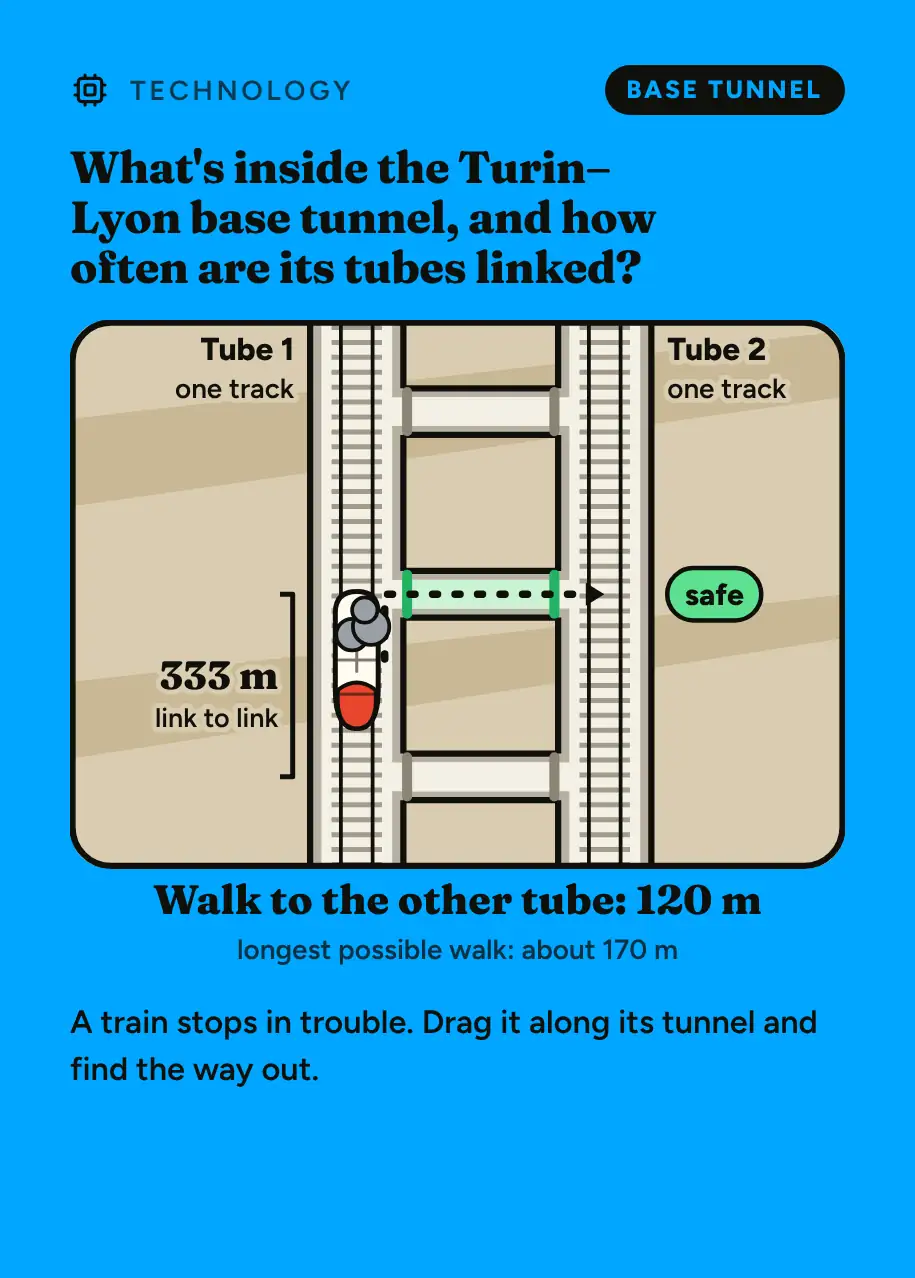 TECHNOLOGY
BASE TUNNEL
What's inside the Turin–
Lyon base tunnel, and how
often are its tubes linked?
Tube 1
one track
Tube 2
one track
safe
333 m
link to link
Walk to the other tube: 120 m
longest possible walk: about 170 m
A train stops in trouble. Drag it along its tunnel and
find the way out.